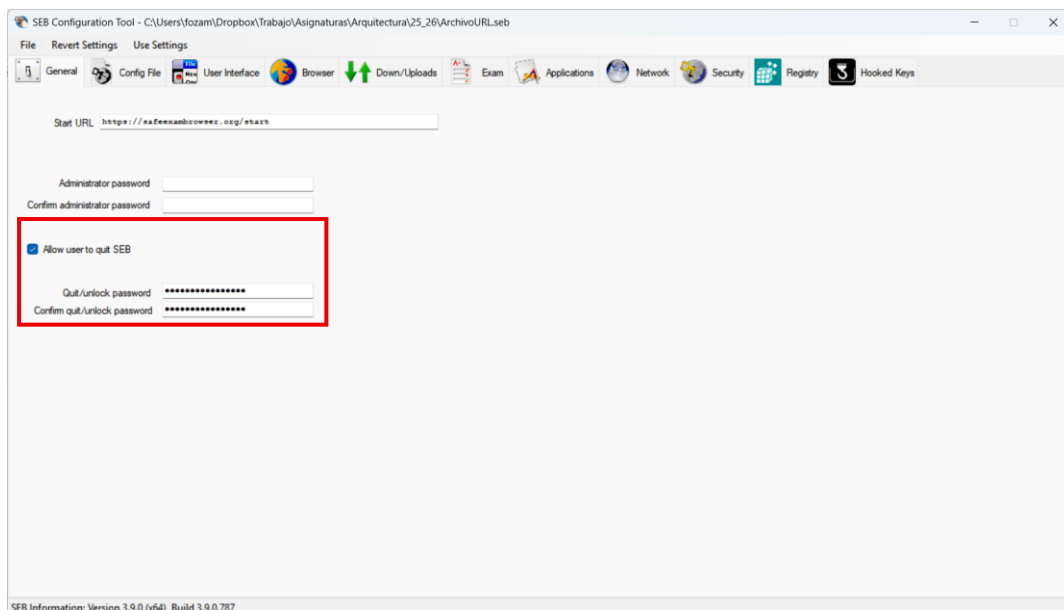 SEB Configuration Tool - C:\Users\fozam\Dropbox\Trabajo\Asignaturas\Arquitectura\25_26\ArchivoURL.seb
File Revert Settings Use Settings
General Config File User Interface Browser Down/Uploads Exam Applications Network Security Registry Hooked Keys
Start URL https://safeexambrowser.org/start
Administrator password
Confirm administrator password
Allow user to quit SEB
Quit/unlock password ••••••••••••••••
Confirm quit/unlock password ••••••••••••••••
SEB Information: Version 3.9.0 (x64), Build 3.9.0.787